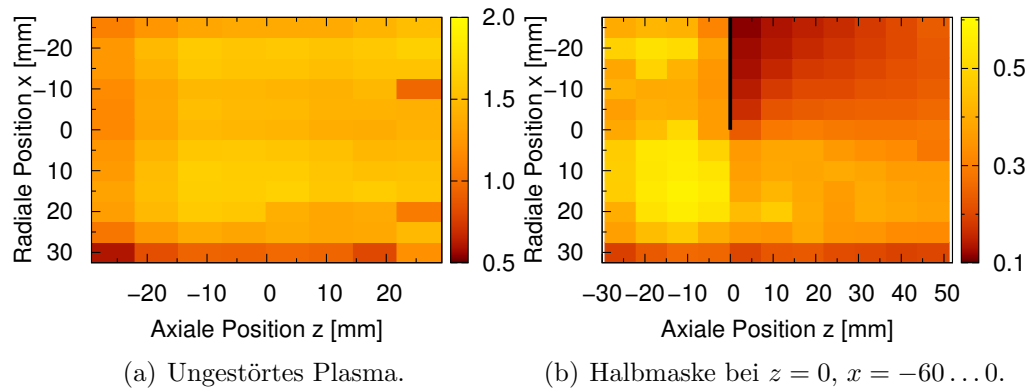 Radiale Position x [mm]
−20
−10
0
10
20
30
−20 −10 0 10 20
Axiale Position z [mm]
2.0
1.5
1.0
0.5
(a) Ungestörtes Plasma.
Radiale Position x [mm]
−20
−10
0
10
20
30
−30 −20 −10 0 10 20 30 40 50
Axiale Position z [mm]
0.5
0.3
0.1
(b) Halbmaske bei z = 0, x = −60 . . . 0.